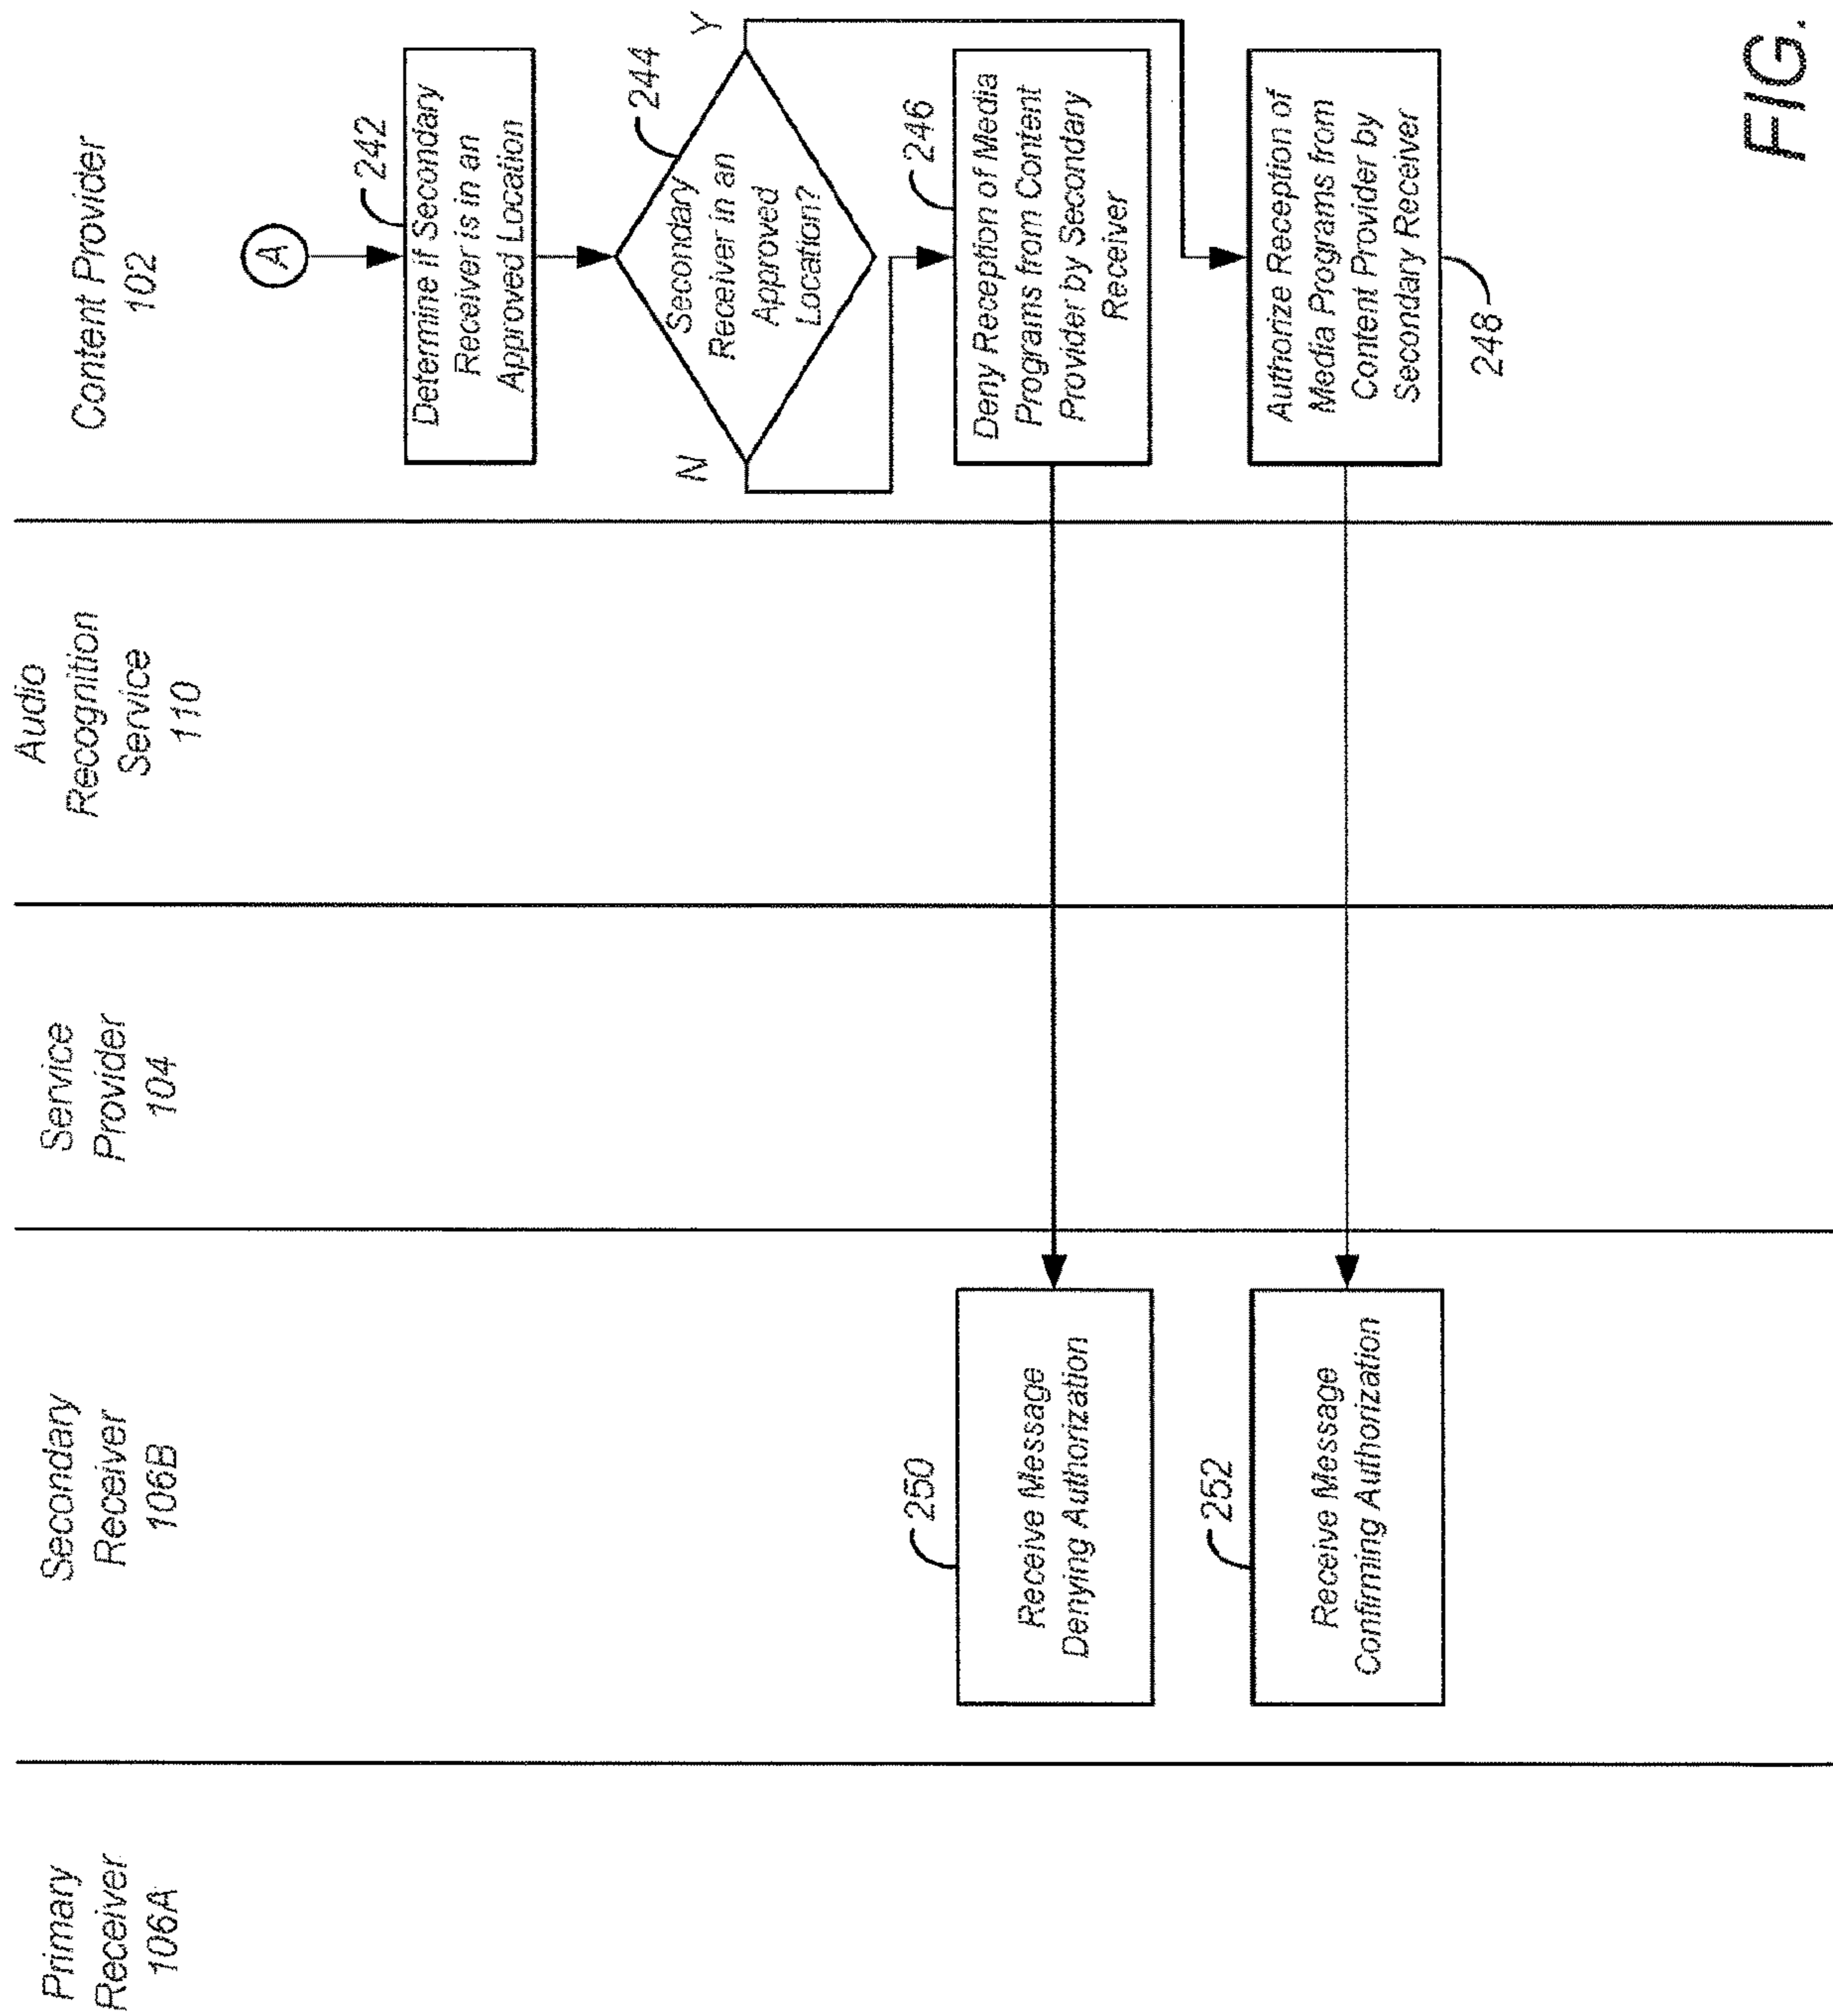 Primary
Receiver
106A
Secondary
Receiver
106B
Service
Provider
104
Audio
Recognition
Service
110
Content Provider
102
A
242
Determine if Secondary
Receiver is in an
Approved Location
244
Secondary
Receiver in an
Approved
Location?
N
Y
246
Deny Reception of Media
Programs from Content
Provider by Secondary
Receiver
250
Receive Message
Denying Authorization
Authorize Reception of
Media Programs from
Content Provider by
Secondary Receiver
248
252
Receive Message
Confirming Authorization
FIG.